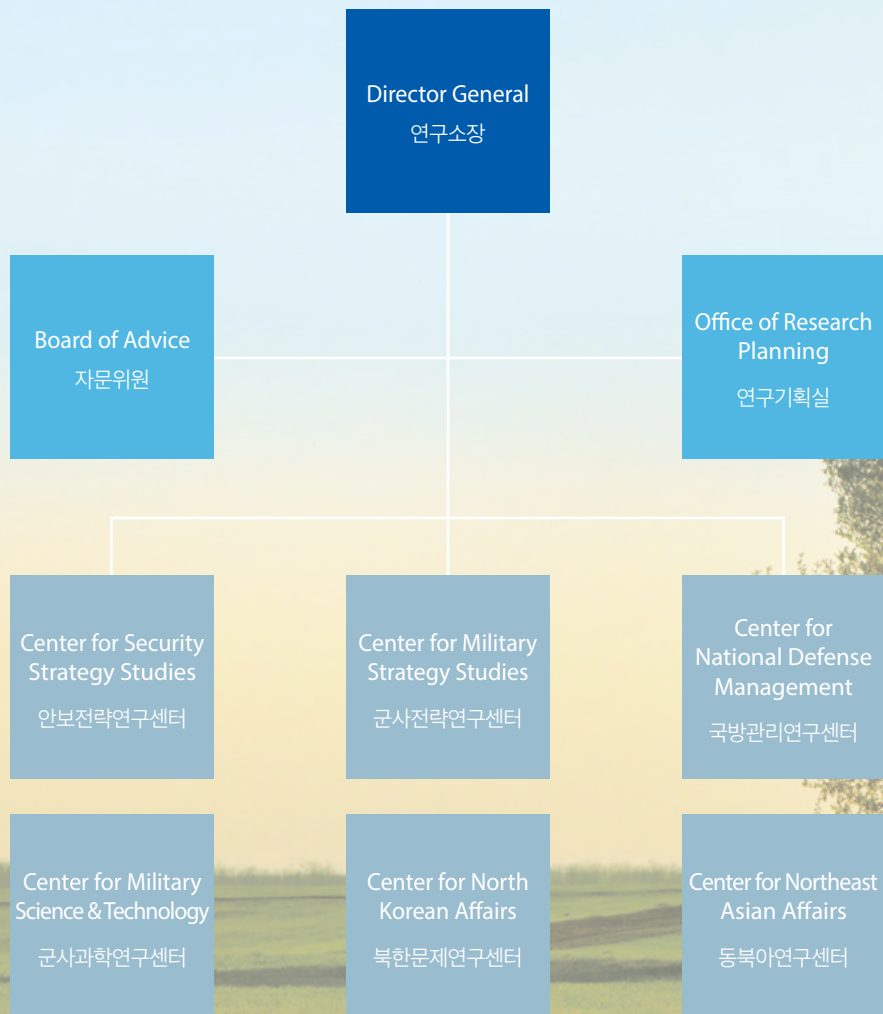 Director General
연구소장
Board of Advice
자문위원
Office of Research
Planning
연구기획실
Center for Security
Strategy Studies
안보전략연구센터
Center for Military
Strategy Studies
군사전략연구센터
Center for
National Defense
Management
국방관리연구센터
Center for Military
Science & Technology
군사과학연구센터
Center for North
Korean Affairs
북한문제연구센터
Center for Northeast
Asian Affairs
동북아연구센터